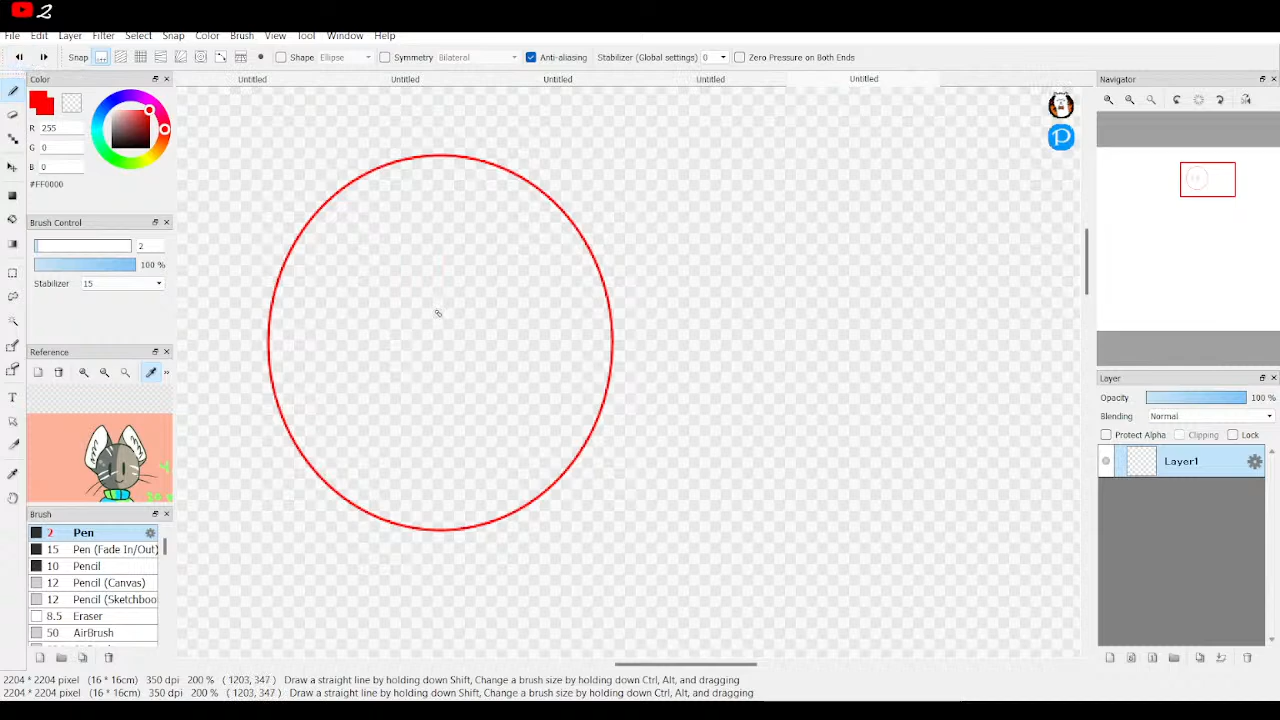 2
File Edit Layer Filter Select Snap Color Brush Tool Window Help
Snap Shape Ellipse Symmetry Bilateral Anti-aliasing Stabilizer (Global settings) 0 Zero Pressure on Both Ends
Color
Untitled Untitled Untitled Untitled Untitled
Navigator
R 255
G 0
B 0
#FF0000
Brush Control
2
100 %
Stabilizer 15
Reference
»
Brush
2 Pen
15 Pen (Fade In/Out)
10 Pencil
12 Pencil (Canvas)
12 Pencil (Sketchboo
8.5 Eraser
50 AirBrush
Layer
Opacity 100 %
Blending Normal
Protect Alpha Clipping Lock
Layer1
2204 * 2204 pixel (16 * 16cm) 350 dpi 200 % ( 1203, 347 ) Draw a straight line by holding down Shift, Change a brush size by holding down Ctrl, Alt, and dragging
2204 * 2204 pixel (16 * 16cm) 350 dpi 200 % ( 1203, 347 ) Draw a straight line by holding down Shift, Change a brush size by holding down Ctrl, Alt, and dragging